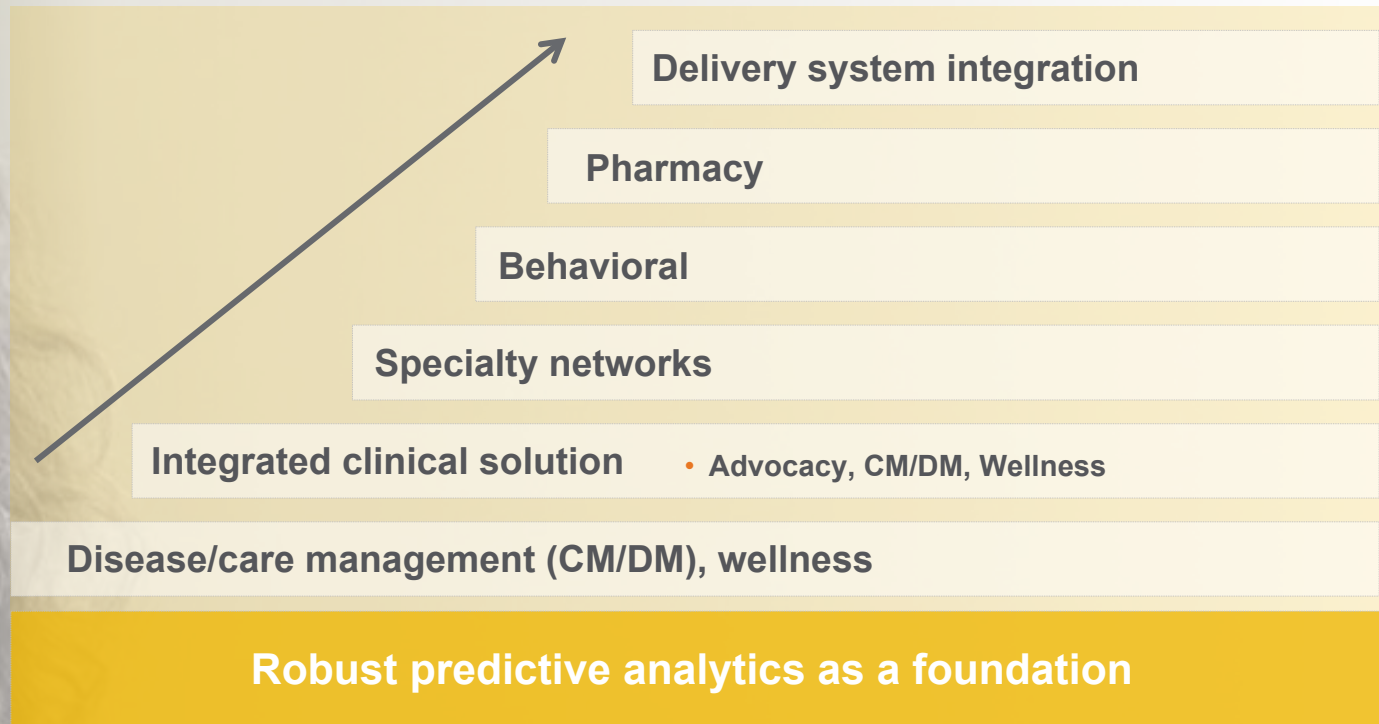 Delivery system integration
Pharmacy
Behavioral
Specialty networks
Integrated clinical solution • Advocacy, CM/DM, Wellness
Disease/care management (CM/DM), wellness
Robust predictive analytics as a foundation